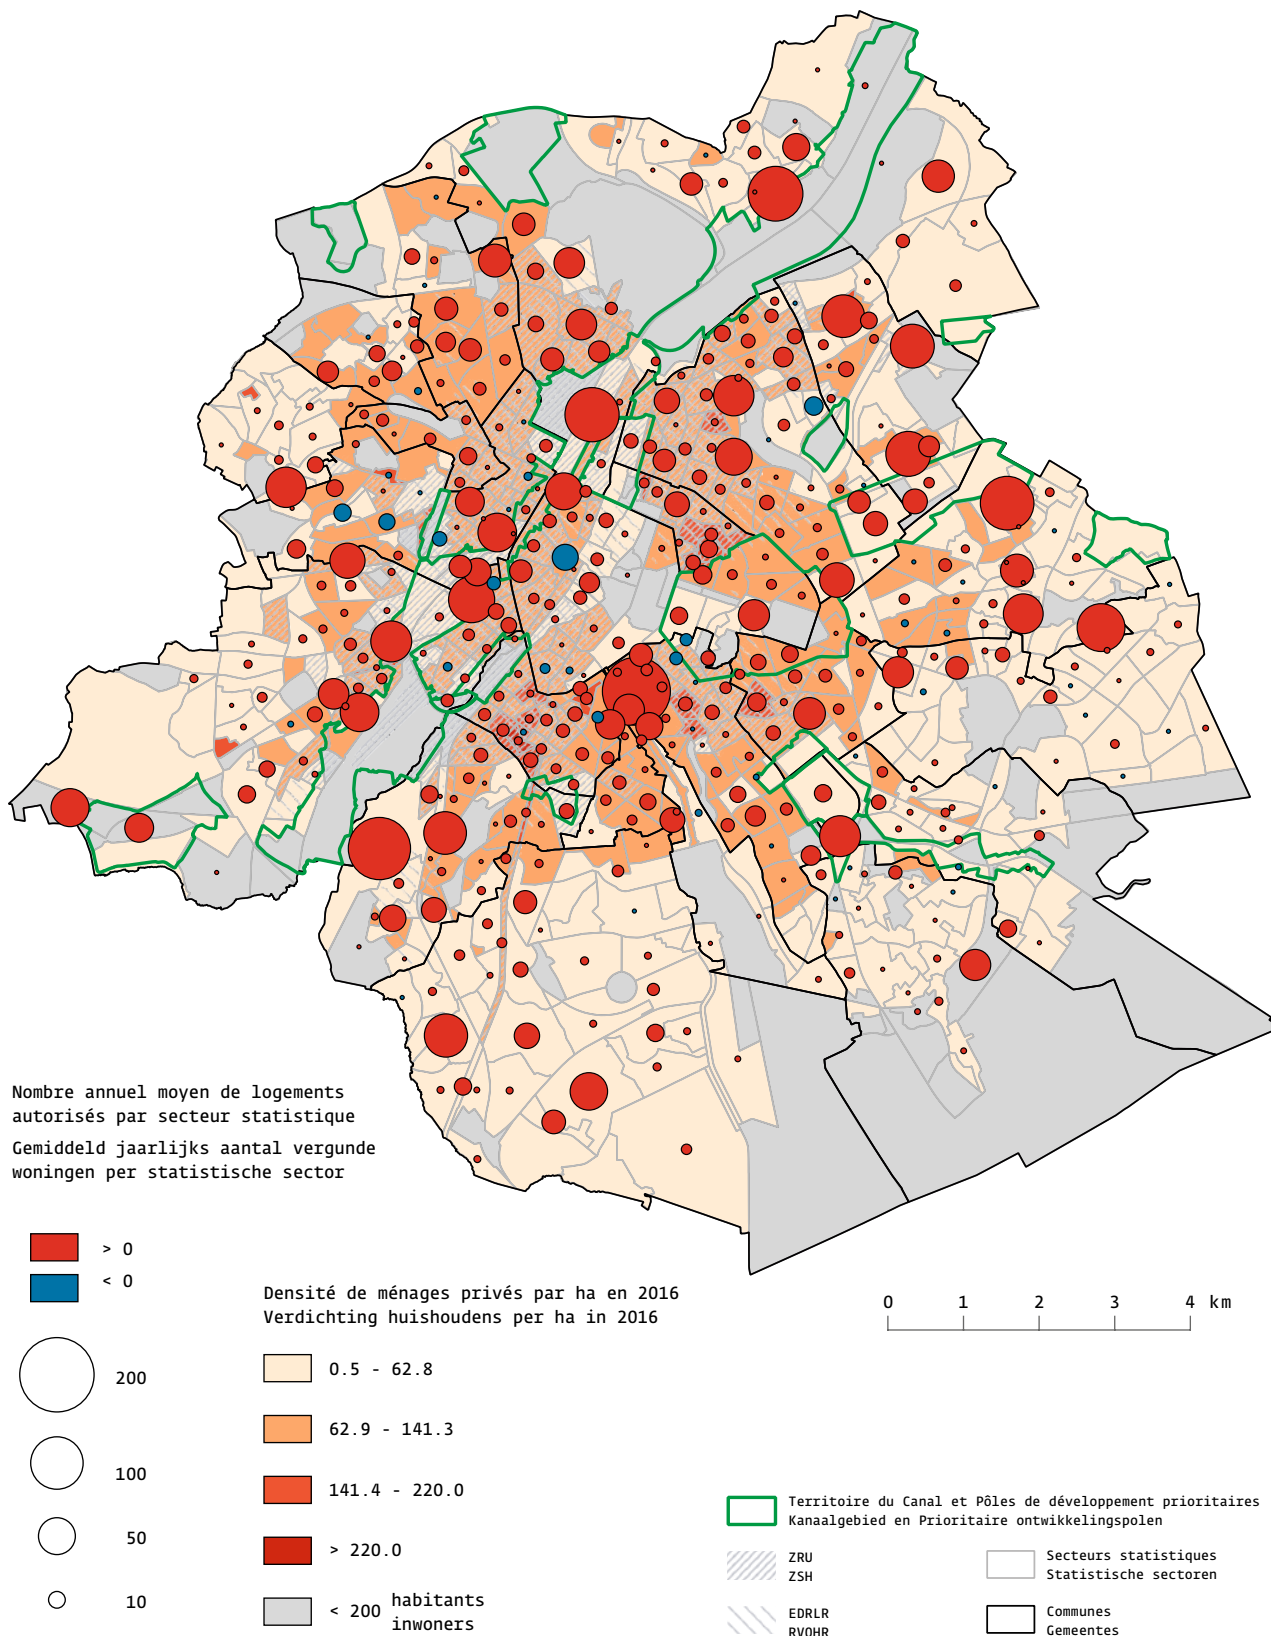 Nombre annuel moyen de logements
autorisés par secteur statistique
Gemiddeld jaarlijks aantal vergunde
woningen per statistische sector
> 0
< 0
200
100
50
10
Densité de ménages privés par ha en 2016
Verdichting huishoudens per ha in 2016
0.5 - 62.8
62.9 - 141.3
141.4 - 220.0
> 220.0
< 200 habitants
inwoners
0 1 2 3 4 km
Territoire du Canal et Pôles de développement prioritaires
Kanaalgebied en Prioritaire ontwikkelingspolen
ZRU
ZSH
EDRLR
RVOHR
Secteurs statistiques
Statistische sectoren
Communes
Gemeentes